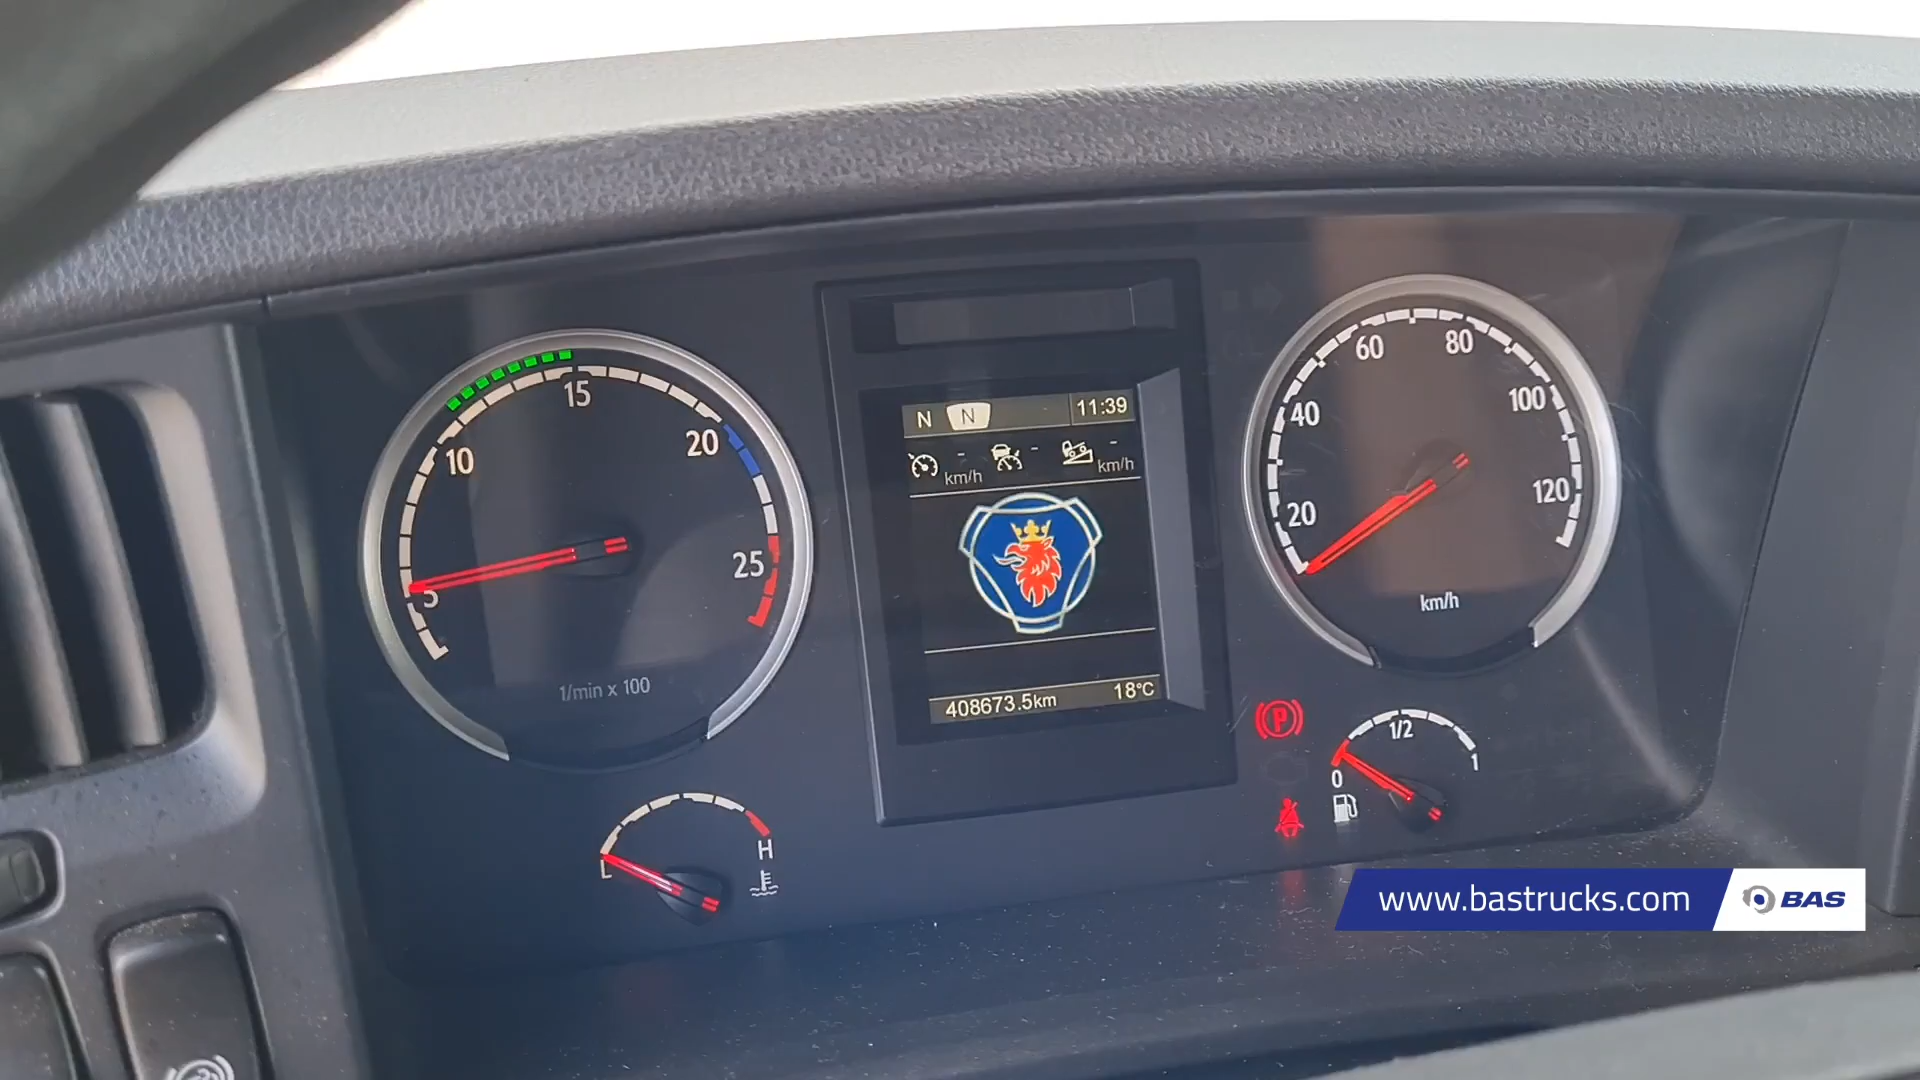 5
10
15
20
25
1/min x 100
L
H
N N 11:39
- km/h - - km/h
408673.5km 18°C
20
40
60
80
100
120
km/h
P
0
1/2
1
www.bastrucks.com BAS